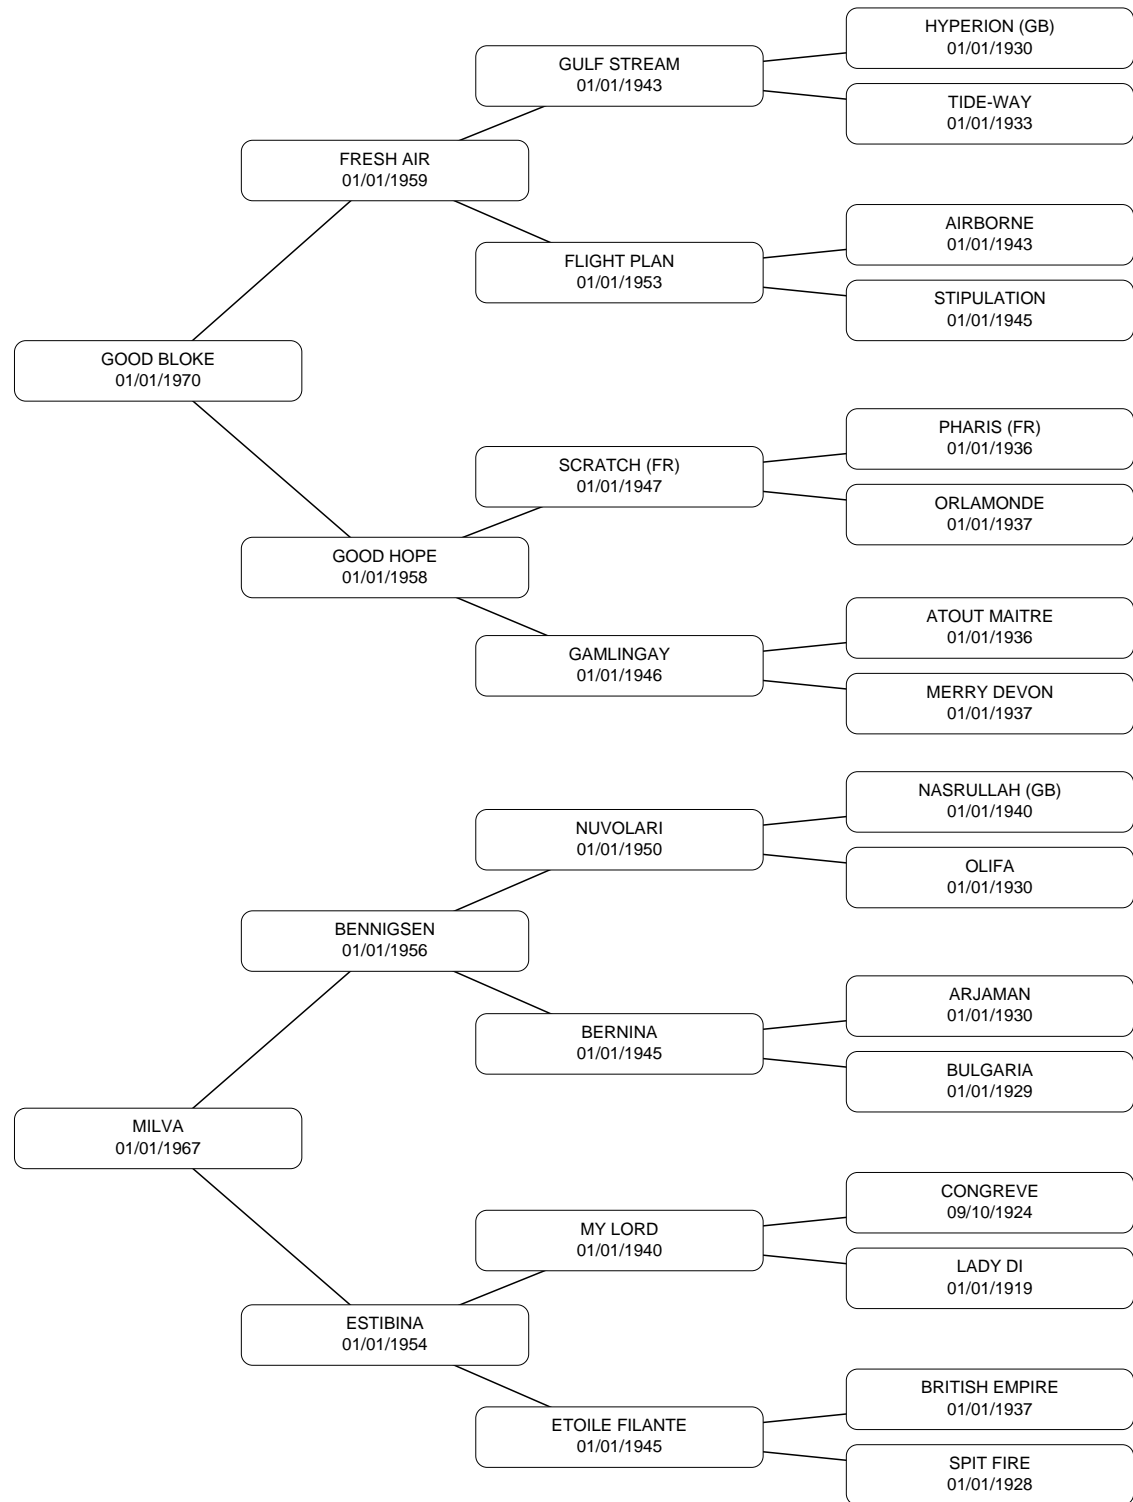 HYPERION (GB)
01/01/1930
GULF STREAM
01/01/1943
TIDE-WAY
01/01/1933
FRESH AIR
01/01/1959
AIRBORNE
01/01/1943
FLIGHT PLAN
01/01/1953
STIPULATION
01/01/1945
GOOD BLOKE
01/01/1970
PHARIS (FR)
01/01/1936
SCRATCH (FR)
01/01/1947
ORLAMONDE
01/01/1937
GOOD HOPE
01/01/1958
ATOUT MAITRE
01/01/1936
GAMLINGAY
01/01/1946
MERRY DEVON
01/01/1937
NASRULLAH (GB)
01/01/1940
NUVOLARI
01/01/1950
OLIFA
01/01/1930
BENNIGSEN
01/01/1956
ARJAMAN
01/01/1930
BERNINA
01/01/1945
BULGARIA
01/01/1929
MILVA
01/01/1967
CONGREVE
09/10/1924
MY LORD
01/01/1940
LADY DI
01/01/1919
ESTIBINA
01/01/1954
BRITISH EMPIRE
01/01/1937
ETOILE FILANTE
01/01/1945
SPIT FIRE
01/01/1928